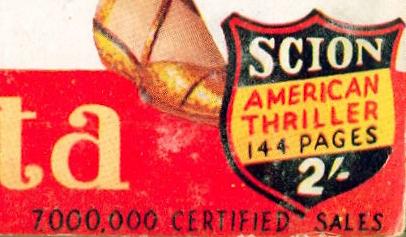 SCION
AMERICAN
THRILLER
144 PAGES
2/-
ta
7,000,000 CERTIFIED SALES